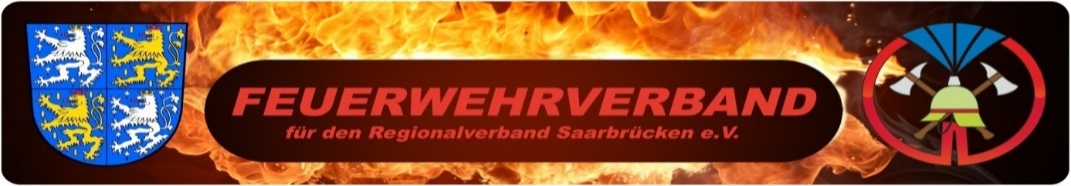 FEUERWEHRVERBAND
für den Regionalverband Saarbrücken e.V.